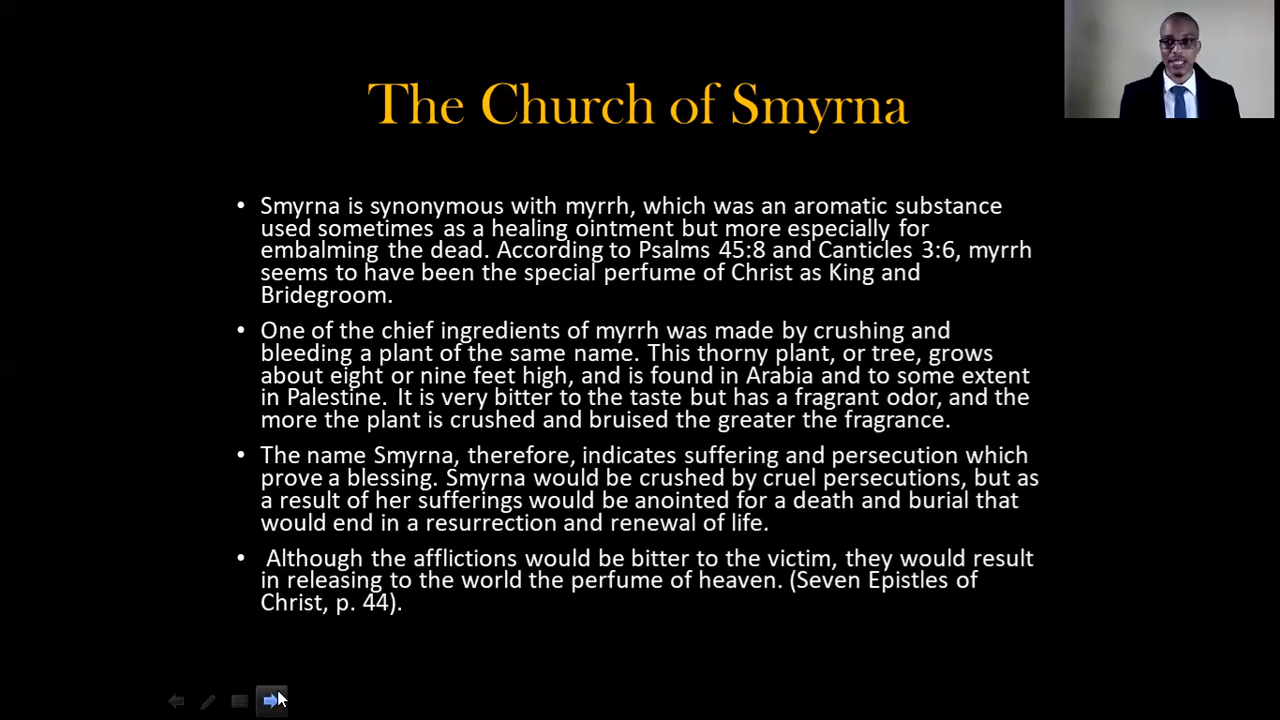 The Church of Smyrna
• Smyrna is synonymous with myrrh, which was an aromatic substance
used sometimes as a healing ointment but more especially for
embalming the dead. According to Psalms 45:8 and Canticles 3:6, myrrh
seems to have been the special perfume of Christ as King and
Bridegroom.
• One of the chief ingredients of myrrh was made by crushing and
bleeding a plant of the same name. This thorny plant, or tree, grows
about eight or nine feet high, and is found in Arabia and to some extent
in Palestine. It is very bitter to the taste but has a fragrant odor, and the
more the plant is crushed and bruised the greater the fragrance.
• The name Smyrna, therefore, indicates suffering and persecution which
prove a blessing. Smyrna would be crushed by cruel persecutions, but as
a result of her sufferings would be anointed for a death and burial that
would end in a resurrection and renewal of life.
• Although the afflictions would be bitter to the victim, they would result
in releasing to the world the perfume of heaven. (Seven Epistles of
Christ, p. 44).